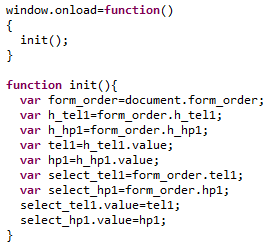 window.onload=function()
{
  init();
}

function init(){
  var form_order=document.form_order;
  var h_tel1=form_order.h_tel1;
  var h_hp1=form_order.h_hp1;
  var tel1=h_tel1.value;
  var hp1=h_hp1.value;
  var select_tel1=form_order.tel1;
  var select_hp1=form_order.hp1;
  select_tel1.value=tel1;
  select_hp1.value=hp1;
}